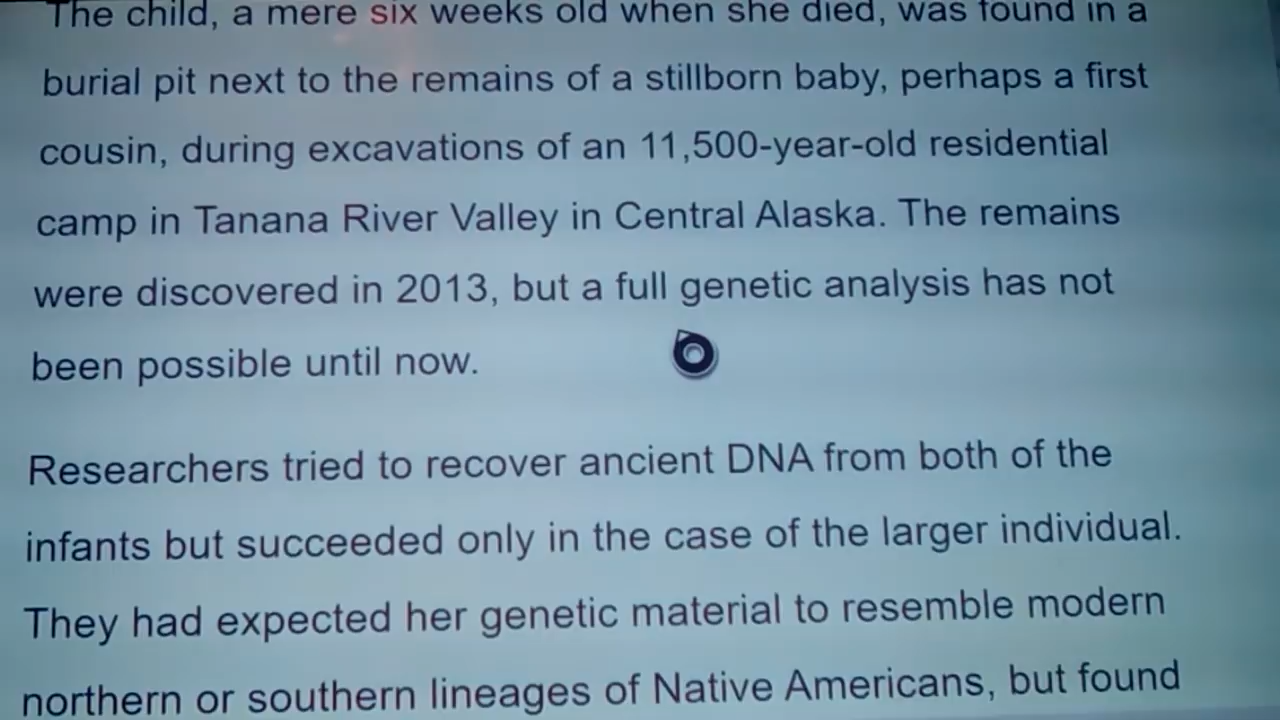 The child, a mere six weeks old when she died, was found in a
burial pit next to the remains of a stillborn baby, perhaps a first
cousin, during excavations of an 11,500-year-old residential
camp in Tanana River Valley in Central Alaska. The remains
were discovered in 2013, but a full genetic analysis has not
been possible until now.
Researchers tried to recover ancient DNA from both of the
infants but succeeded only in the case of the larger individual.
They had expected her genetic material to resemble modern
northern or southern lineages of Native Americans, but found